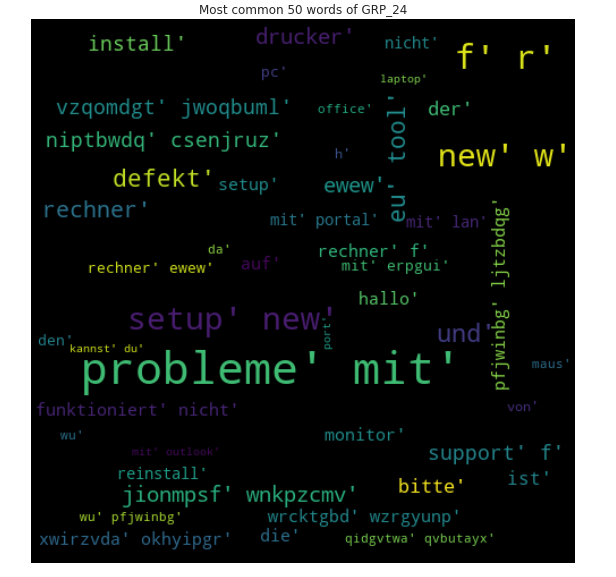 Most common 50 words of GRP_24
install'
drucker'
nicht'
f' r'
pc'
laptop'
vzqomdgt' jwoqbuml'
office'
eu' tool'
der'
niptbwdq' csenjruz'
h'
new' w'
defekt'
setup'
ewew'
rechner'
mit' portal'
mit' lan'
pfjwinbg' ljtzbdqg'
da'
rechner' f'
rechner' ewew'
auf'
mit' erpgui'
hallo'
setup' new'
port'
und'
den'
kannst' du'
probleme' mit'
maus'
funktioniert' nicht'
von'
wu'
monitor'
mit' outlook'
support' f'
reinstall'
ist'
jionmpsf' wnkpzcmv'
bitte'
wu' pfjwinbg'
wrcktgbd' wzrgyunp'
xwirzvda' okhyipgr'
die'
qidgvtwa' qvbutayx'